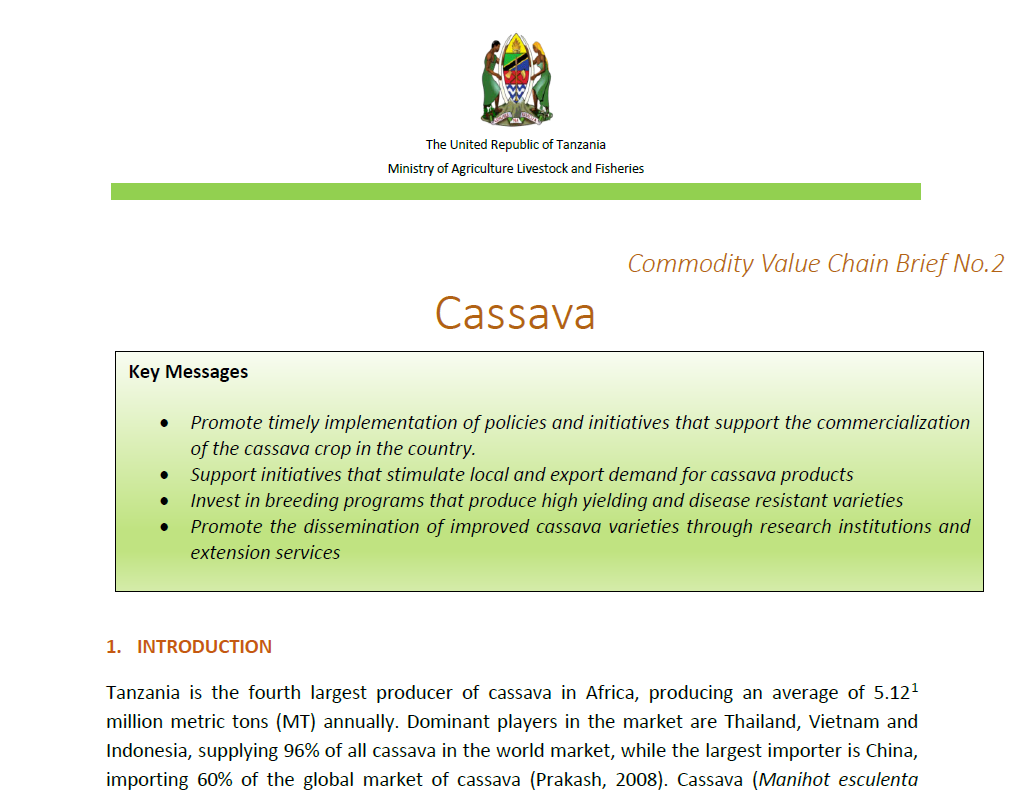 The United Republic of Tanzania
Ministry of Agriculture Livestock and Fisheries
Commodity Value Chain Brief No.2
Cassava
Key Messages
• Promote timely implementation of policies and initiatives that support the commercialization
of the cassava crop in the country.
• Support initiatives that stimulate local and export demand for cassava products
• Invest in breeding programs that produce high yielding and disease resistant varieties
• Promote the dissemination of improved cassava varieties through research institutions and
extension services
1. INTRODUCTION
Tanzania is the fourth largest producer of cassava in Africa, producing an average of 5.12¹
million metric tons (MT) annually. Dominant players in the market are Thailand, Vietnam and
Indonesia, supplying 96% of all cassava in the world market, while the largest importer is China,
importing 60% of the global market of cassava (Prakash, 2008). Cassava (Manihot esculenta